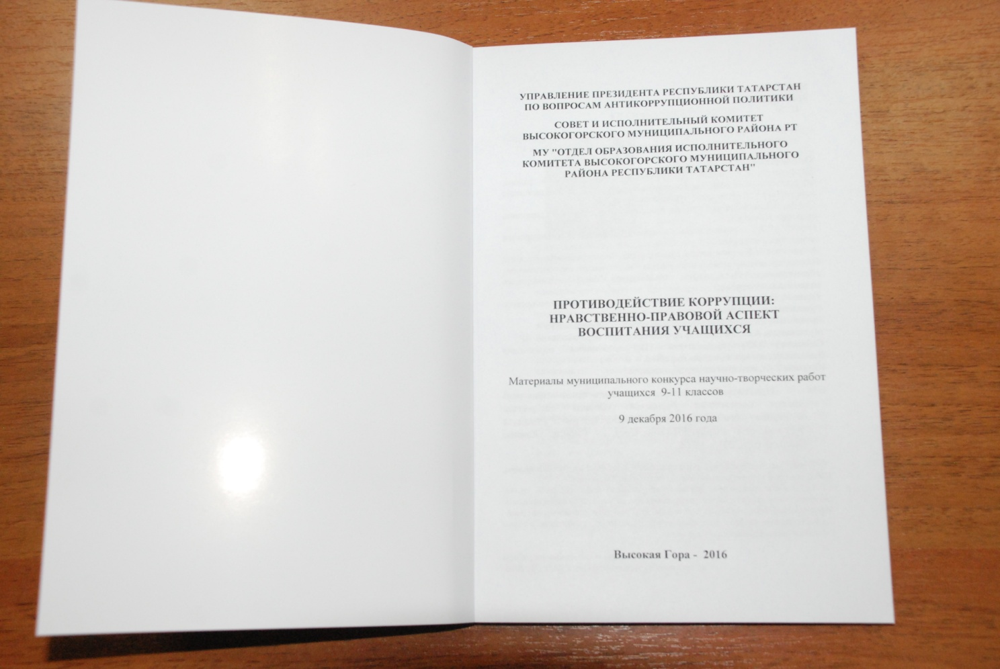 УПРАВЛЕНИЕ ПРЕЗИДЕНТА РЕСПУБЛИКИ ТАТАРСТАН
ПО ВОПРОСАМ АНТИКОРРУПЦИОННОЙ ПОЛИТИКИ
СОВЕТ И ИСПОЛНИТЕЛЬНЫЙ КОМИТЕТ
ВЫСОКОГОРСКОГО МУНИЦИПАЛЬНОГО РАЙОНА РТ
МУ "ОТДЕЛ ОБРАЗОВАНИЯ ИСПОЛНИТЕЛЬНОГО
КОМИТЕТА ВЫСОКОГОРСКОГО МУНИЦИПАЛЬНОГО
РАЙОНА РЕСПУБЛИКИ ТАТАРСТАН"
ПРОТИВОДЕЙСТВИЕ КОРРУПЦИИ:
НРАВСТВЕННО-ПРАВОВОЙ АСПЕКТ
ВОСПИТАНИЯ УЧАЩИХСЯ
Материалы муниципального конкурса научно-творческих работ
учащихся 9-11 классов
9 декабря 2016 года
Высокая Гора - 2016